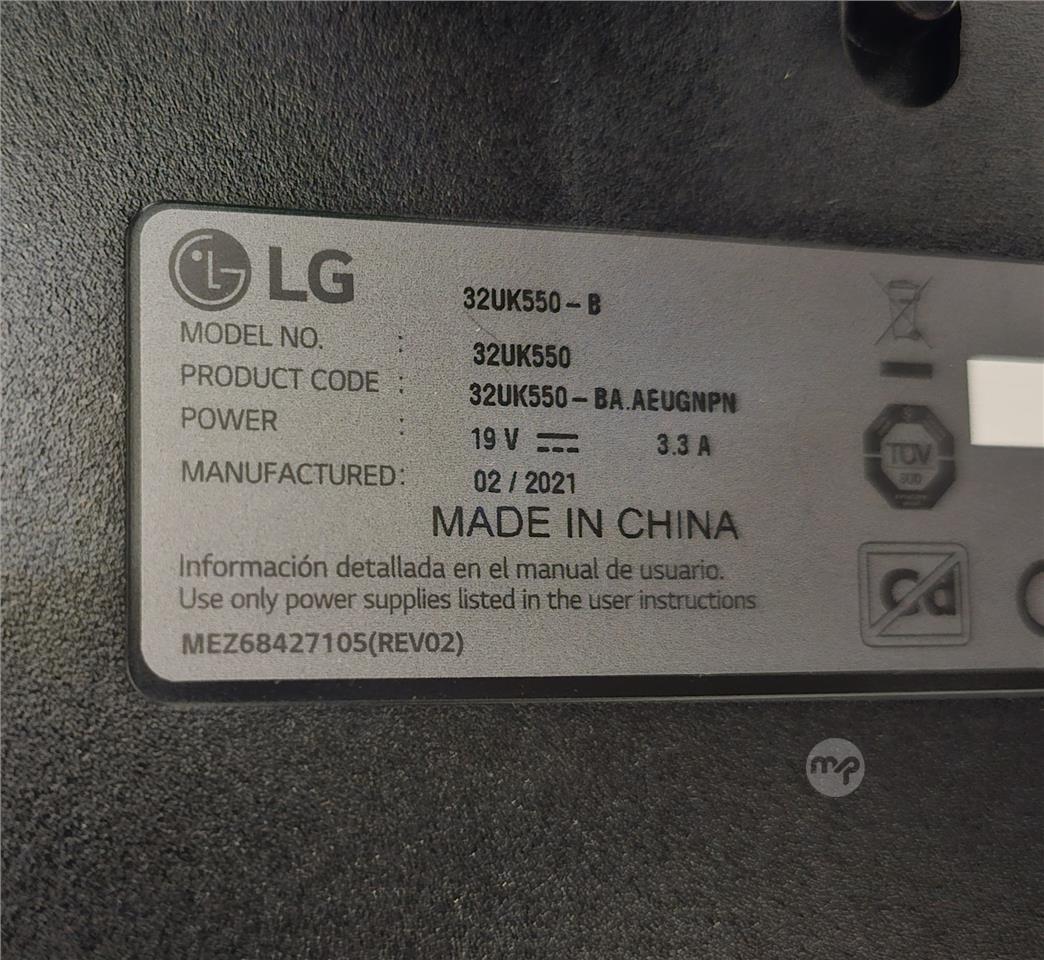 LG
32UK550-B
MODEL NO. : 32UK550
PRODUCT CODE : 32UK550-BA.AEUGNPN
POWER : 19 V 3.3 A
MANUFACTURED: 02 / 2021
MADE IN CHINA
Información detallada en el manual de usuario.
Use only power supplies listed in the user instructions
MEZ68427105(REV02)
TÜV
SÜD
Cd
mp